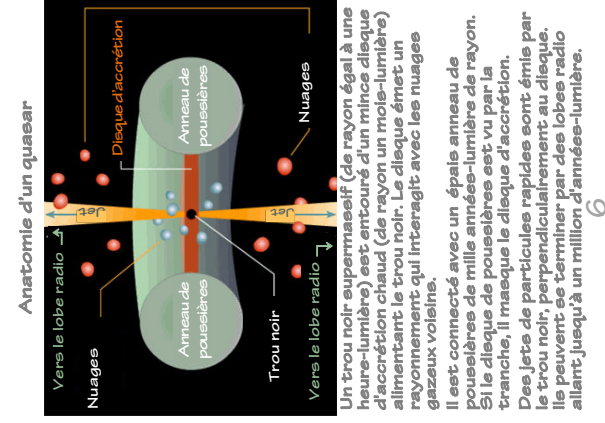 Anatomie d'un quasar
Vers le lobe radio
Nuages
Disque d'accrétion
Anneau de
poussières
Jet
Jet
Anneau de
poussières
Nuages
Trou noir
Vers le lobe radio
Un trou noir supermassif (de rayon égal à une
heure-lumière) est entouré d'un mince disque
d'accrétion chaud (de rayon un mois-lumière)
alimentant le trou noir. Le disque émet un
rayonnement qui interagit avec les nuages
gazeux voisins.
Il est connecté avec un épais anneau de
poussières de mille années-lumière de rayon.
Si le disque de poussières est vu par la
tranche, il masque le disque d'accrétion.
Des jets de particules rapides sont émis par
le trou noir, perpendiculairement au disque.
Ils peuvent se terminer par des lobes radio
allant jusqu'à un million d'années-lumière.
6